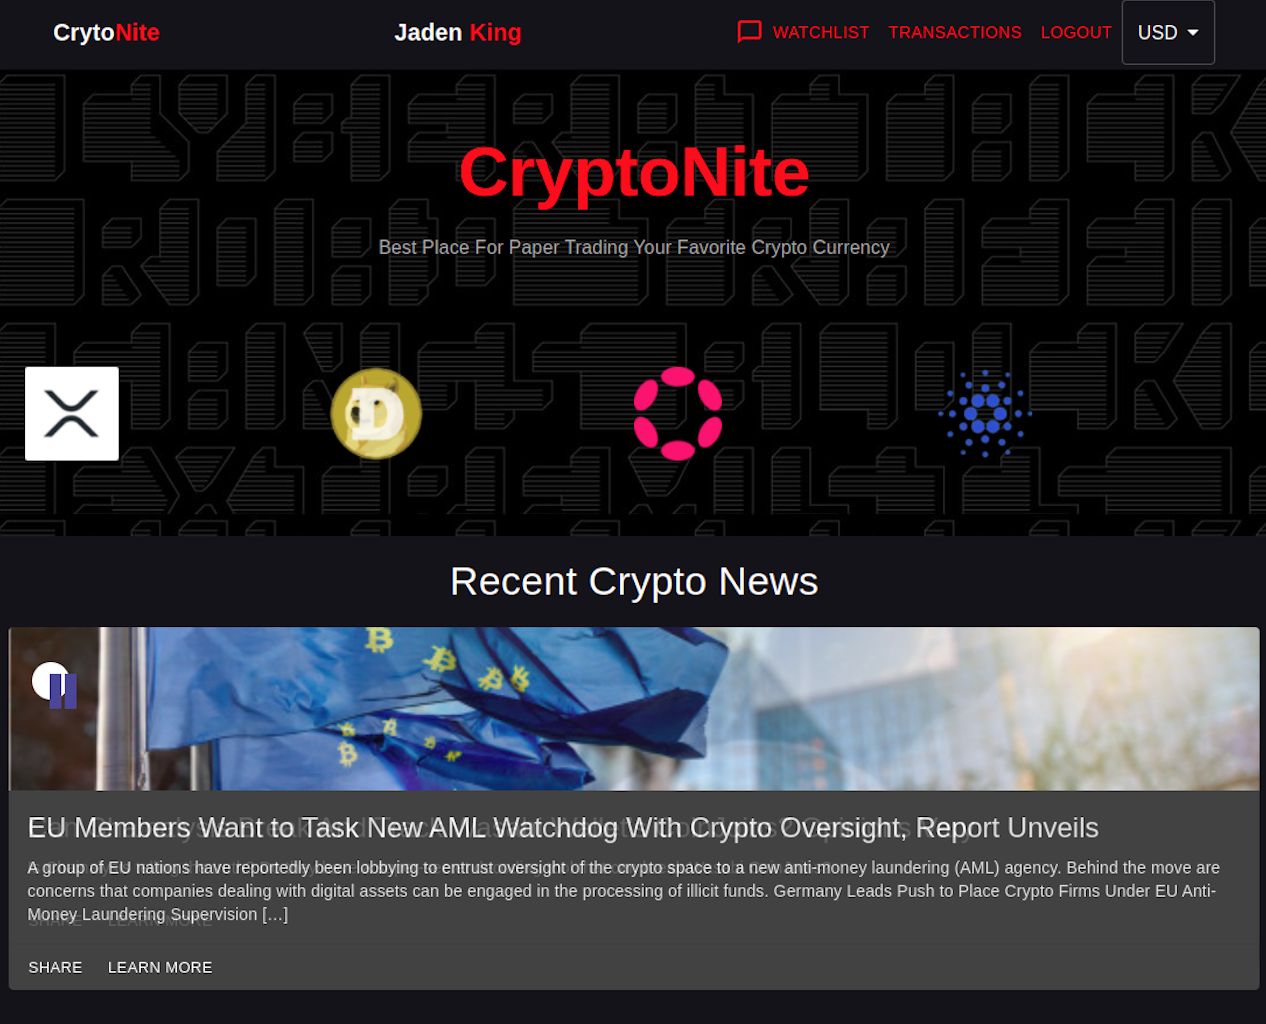 CrytoNite
Jaden King
WATCHLIST
TRANSACTIONS
LOGOUT
USD
CryptoNite
Best Place For Paper Trading Your Favorite Crypto Currency
Recent Crypto News
EU Members Want to Task New AML Watchdog With Crypto Oversight, Report Unveils
A group of EU nations have reportedly been lobbying to entrust oversight of the crypto space to a new anti-money laundering (AML) agency. Behind the move are
concerns that companies dealing with digital assets can be engaged in the processing of illicit funds. Germany Leads Push to Place Crypto Firms Under EU Anti-
Money Laundering Supervision […]
SHARE LEARN MORE
SHARE LEARN MORE